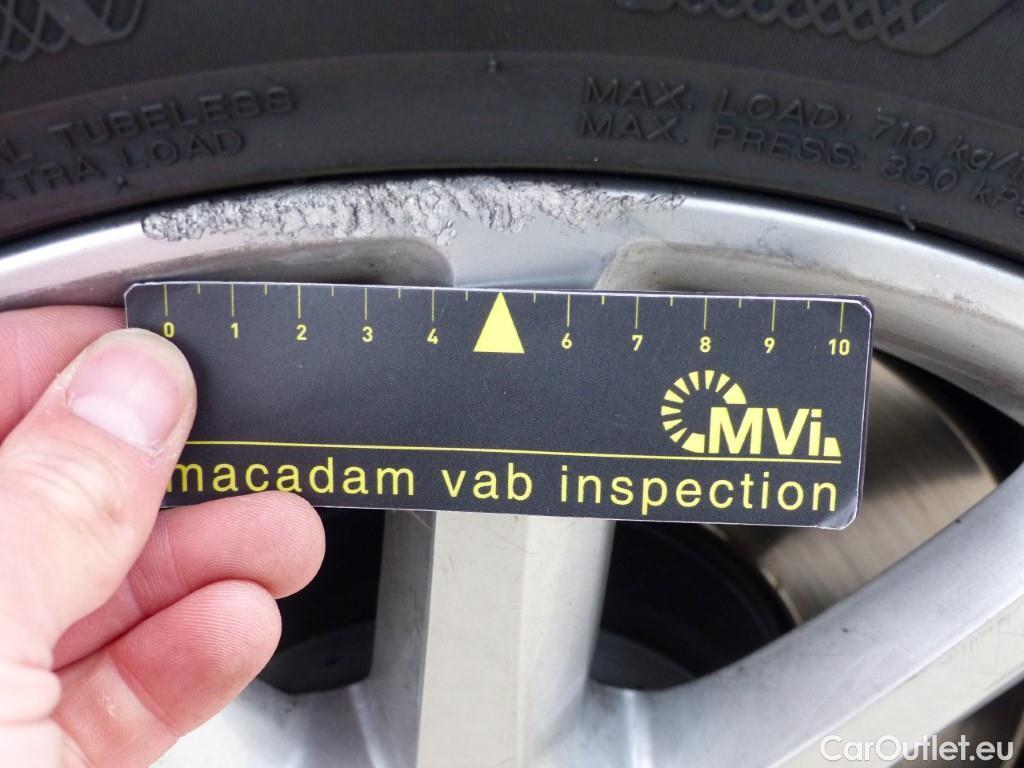 TUBELESS
XTRA LOAD
MAX. LOAD: 710 kg/
MAX. PRESS: 350 kPa
0 1 2 3 4 6 7 8 9 10
MVi
macadam vab inspection
CarOutlet.eu